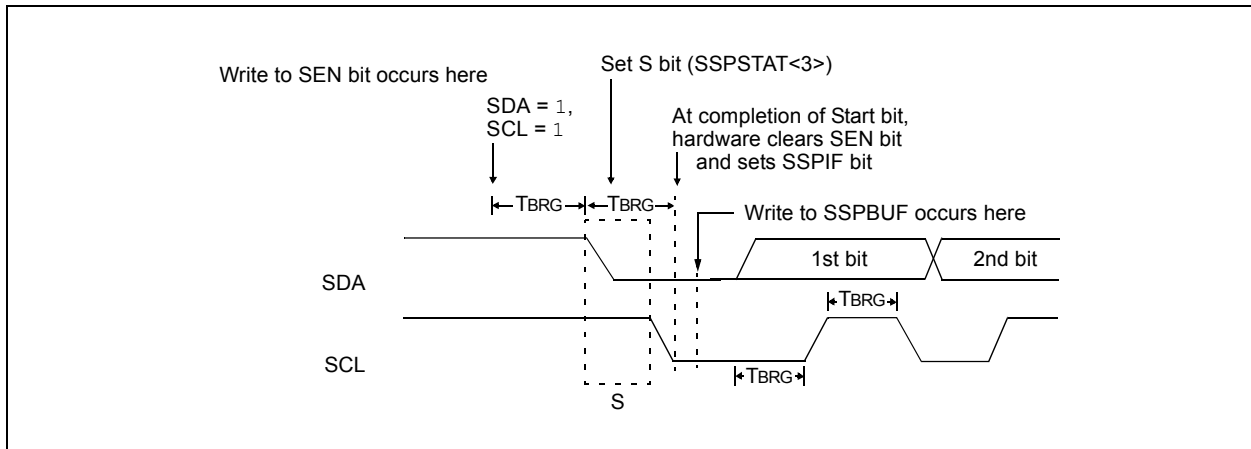 Write to SEN bit occurs here
Set S bit (SSPSTAT<3>)
SDA = 1,
SCL = 1
At completion of Start bit,
hardware clears SEN bit
and sets SSPIF bit
TBRG
TBRG
Write to SSPBUF occurs here
SDA
1st bit
2nd bit
TBRG
SCL
TBRG
S